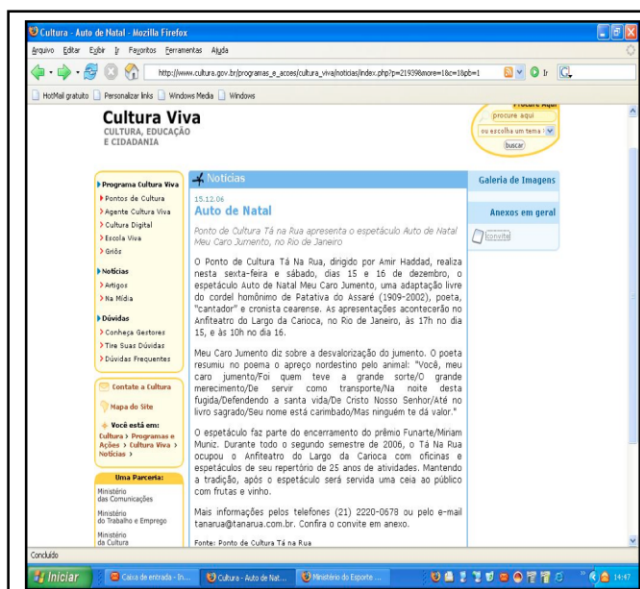 Cultura - Auto de Natal - Mozilla Firefox
Arquivo Editar Exibir Ir Favoritos Ferramentas Ajuda
http://www.cultura.gov.br/programas_e_acoes/cultura_viva/noticias/index.php?p=21939&more=1&c=1&pb=1
Ir
HotMail gratuito Personalizar links Windows Media Windows
Cultura Viva
CULTURA, EDUCAÇÃO
E CIDADANIA
Procure Aqui
procure aqui
ou escolha um tema
buscar
Programa Cultura Viva
Pontos de Cultura
Agente Cultura Viva
Cultura Digital
Escola Viva
Griôs
Notícias
Artigos
Na Mídia
Dúvidas
Conheça Gestores
Tire Suas Dúvidas
Dúvidas Frequentes
Contate a Cultura
Mapa do Site
Você está em:
Cultura > Programas e
Ações > Cultura Viva >
Notícias >
Uma Parceria:
Ministério
das Comunicações
Ministério
do Trabalho e Emprego
Ministério
da Cultura
Notícias
15.12.06
Auto de Natal
Ponto de Cultura Tá na Rua apresenta o espetáculo Auto de Natal
Meu Caro Jumento, no Rio de Janeiro
O Ponto de Cultura Tá Na Rua, dirigido por Amir Haddad, realiza
nesta sexta-feira e sábado, dias 15 e 16 de dezembro, o
espetáculo Auto de Natal Meu Caro Jumento, uma adaptação livre
do cordel homônimo de Patativa do Assaré (1909-2002), poeta,
"cantador" e cronista cearense. As apresentações acontecerão no
Anfiteatro do Largo da Carioca, no Rio de Janeiro, às 17h no dia
15, e às 10h no dia 16.
Meu Caro Jumento diz sobre a desvalorização do jumento. O poeta
resumiu no poema o apreço nordestino pelo animal: "Você, meu
caro jumento/Foi quem teve a grande sorte/O grande
merecimento/De servir como transporte/Na noite desta
fugida/Defendendo a santa vida/De Cristo Nosso Senhor/Até no
livro sagrado/Seu nome está carimbado/Mas ninguém te dá valor."
O espetáculo faz parte do encerramento do prêmio Funarte/Miriam
Muniz. Durante todo o segundo semestre de 2006, o Tá Na Rua
ocupou o Anfiteatro do Largo da Carioca com oficinas e
espetáculos de seu repertório de 25 anos de atividades. Mantendo
a tradição, após o espetáculo será servida uma ceia ao público
com frutas e vinho.
Mais informações pelos telefones (21) 2220-0678 ou pelo e-mail
tanarua@tanarua.com.br. Confira o convite em anexo.
Fonte: Ponto de Cultura Tá na Rua
Galeria de Imagens
Anexos em geral
convite
Concluído
Iniciar
Caixa de entrada - In...
Cultura - Auto de Nat...
Ministério do Esporte ...
14:47